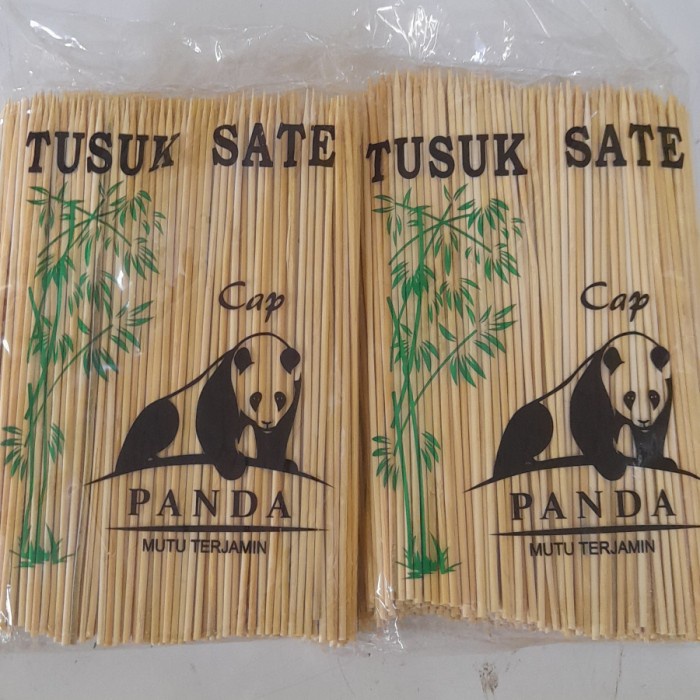 TUSUK SATE
Cap
PANDA
MUTU TERJAMIN
TUSUK SATE
Cap
PANDA
MUTU TERJAMIN